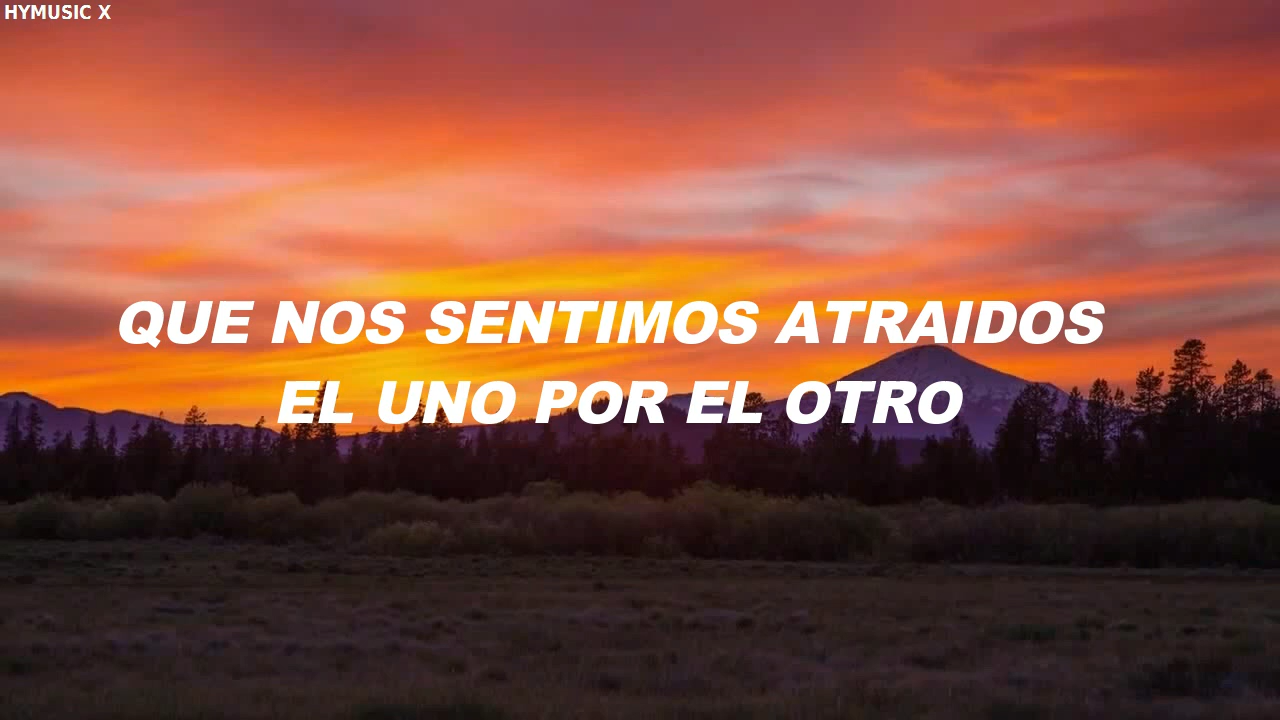 HYMUSIC X
QUE NOS SENTIMOS ATRAIDOS
EL UNO POR EL OTRO